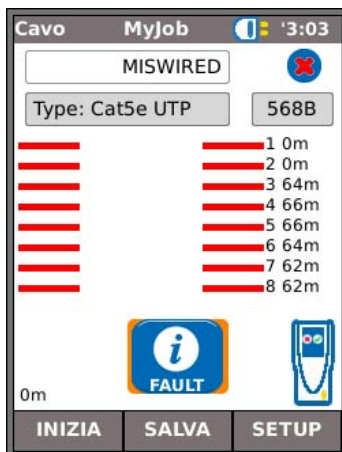 Cavo MyJob '3:03
MISWIRED
Type: Cat5e UTP 568B
1 0m
2 0m
3 64m
4 66m
5 66m
6 64m
7 62m
8 62m
i
FAULT
0m
INIZIA SALVA SETUP